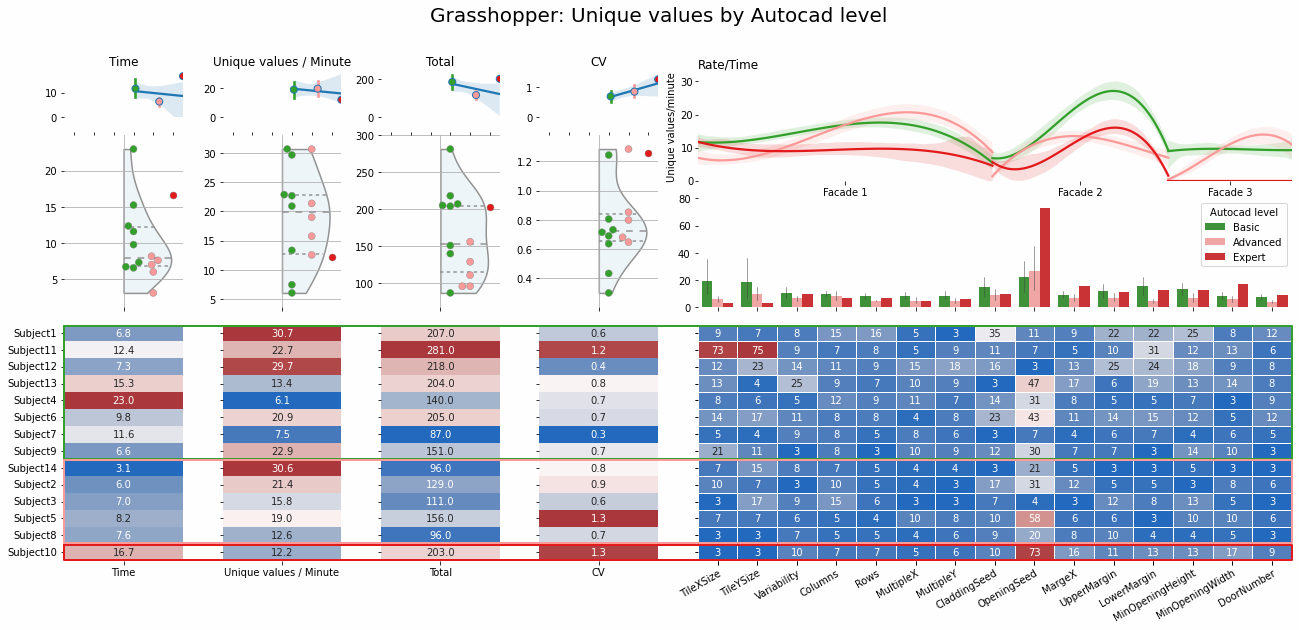 Grasshopper: Unique values by Autocad level
Time
Unique values / Minute
Total
CV
Rate/Time
10
0
20
0
200
0
1
0
Unique values/minute
30
20
10
0
Facade 1
Facade 2
Facade 3
20
15
10
5
30
25
20
15
10
5
300
250
200
150
100
1.2
1.0
0.8
0.6
0.4
80
60
40
20
0
Autocad level
Basic
Advanced
Expert
Subject1 6.8 30.7 207.0 0.6 9 7 8 15 16 5 3 35 11 9 22 22 25 8 12
Subject11 12.4 22.7 281.0 1.2 73 75 9 7 8 5 9 11 7 5 10 31 12 13 6
Subject12 7.3 29.7 218.0 0.4 12 23 14 11 9 15 18 16 3 13 25 24 18 9 8
Subject13 15.3 13.4 204.0 0.8 13 4 25 9 7 10 9 3 47 17 6 19 13 14 8
Subject4 23.0 6.1 140.0 0.7 8 6 5 12 9 11 7 14 31 8 5 5 7 3 9
Subject6 9.8 20.9 205.0 0.7 14 17 11 8 8 4 8 23 43 11 14 15 12 5 12
Subject7 11.6 7.5 87.0 0.3 5 4 9 8 5 8 6 3 7 4 6 7 4 6 5
Subject9 6.6 22.9 151.0 0.7 21 11 3 8 3 10 9 12 30 7 7 3 14 10 3
Subject14 3.1 30.6 96.0 0.8 7 15 8 7 5 4 4 3 21 5 3 3 5 3 3
Subject2 6.0 21.4 129.0 0.9 10 7 3 10 5 4 3 17 31 12 5 5 3 8 6
Subject3 7.0 15.8 111.0 0.6 3 17 9 15 6 3 3 7 4 3 12 8 13 5 3
Subject5 8.2 19.0 156.0 1.3 7 7 6 5 4 10 8 10 58 6 6 3 10 10 6
Subject8 7.6 12.6 96.0 0.7 3 3 7 5 5 4 6 9 20 8 10 4 4 5 3
Subject10 16.7 12.2 203.0 1.3 3 3 10 7 7 5 6 10 73 16 11 13 13 17 9
Time
Unique values / Minute
Total
CV
TileXSize
TileYSize
Variability
Columns
Rows
MultipleX
MultipleY
CladdingSeed
OpeningSeed
MargeX
UpperMargin
LowerMargin
MinOpeningHeight
MinOpeningWidth
DoorNumber